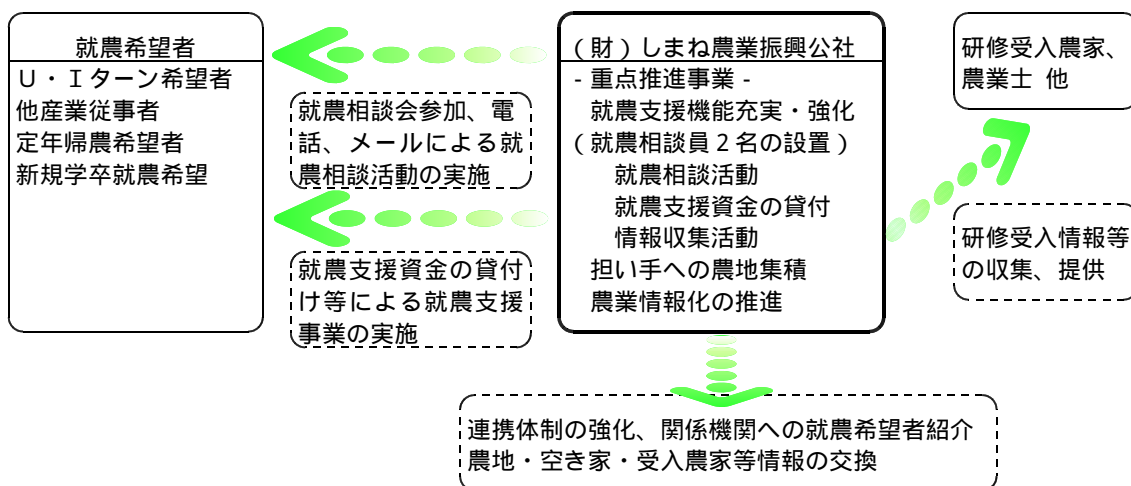 就農希望者
Ｕ・Ｉターン希望者
他産業従事者
定年帰農希望者
新規学卒就農希望
就農相談会参加、電
話、メールによる就
農相談活動の実施
就農支援資金の貸付
け等による就農支援
事業の実施
（財）しまね農業振興公社
- 重点推進事業 -
就農支援機能充実・強化
（就農相談員２名の設置）
就農相談活動
就農支援資金の貸付
情報収集活動
担い手への農地集積
農業情報化の推進
研修受入農家、
農業士 他
研修受入情報等
の収集、提供
連携体制の強化、関係機関への就農希望者紹介
農地・空き家・受入農家等情報の交換